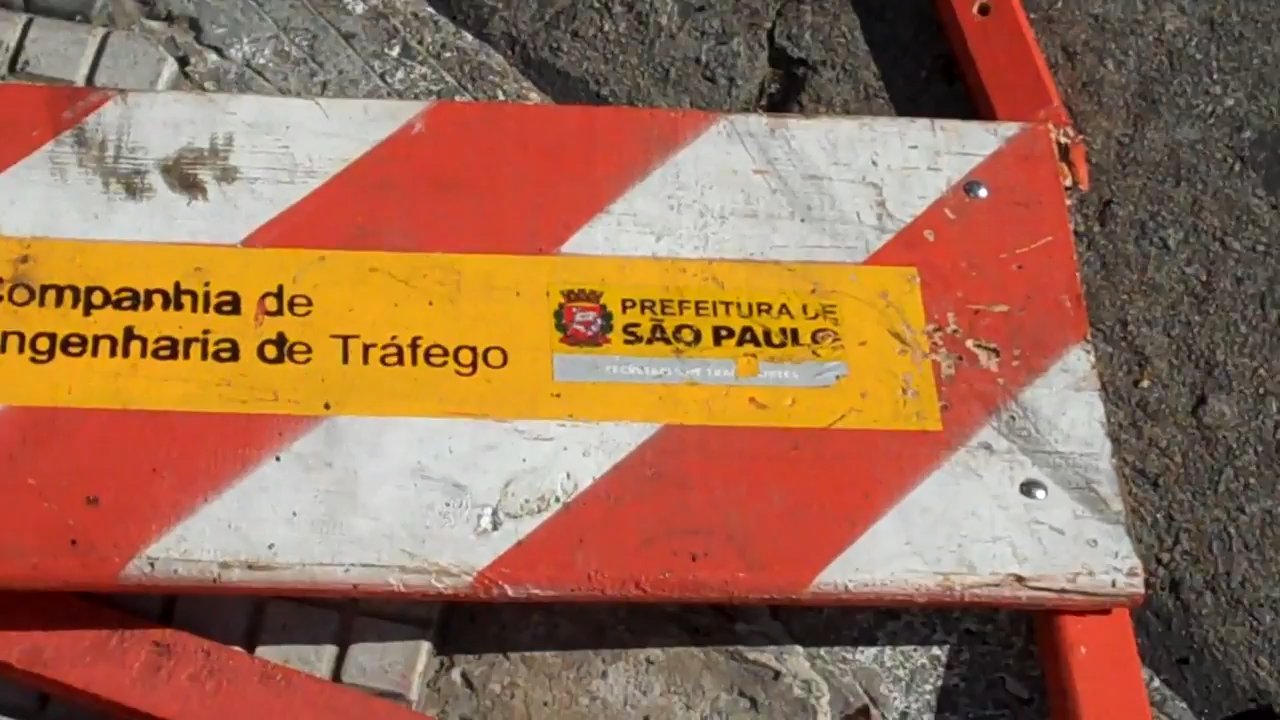 Companhia de
Engenharia de Tráfego
PREFEITURA DE
SÃO PAULO